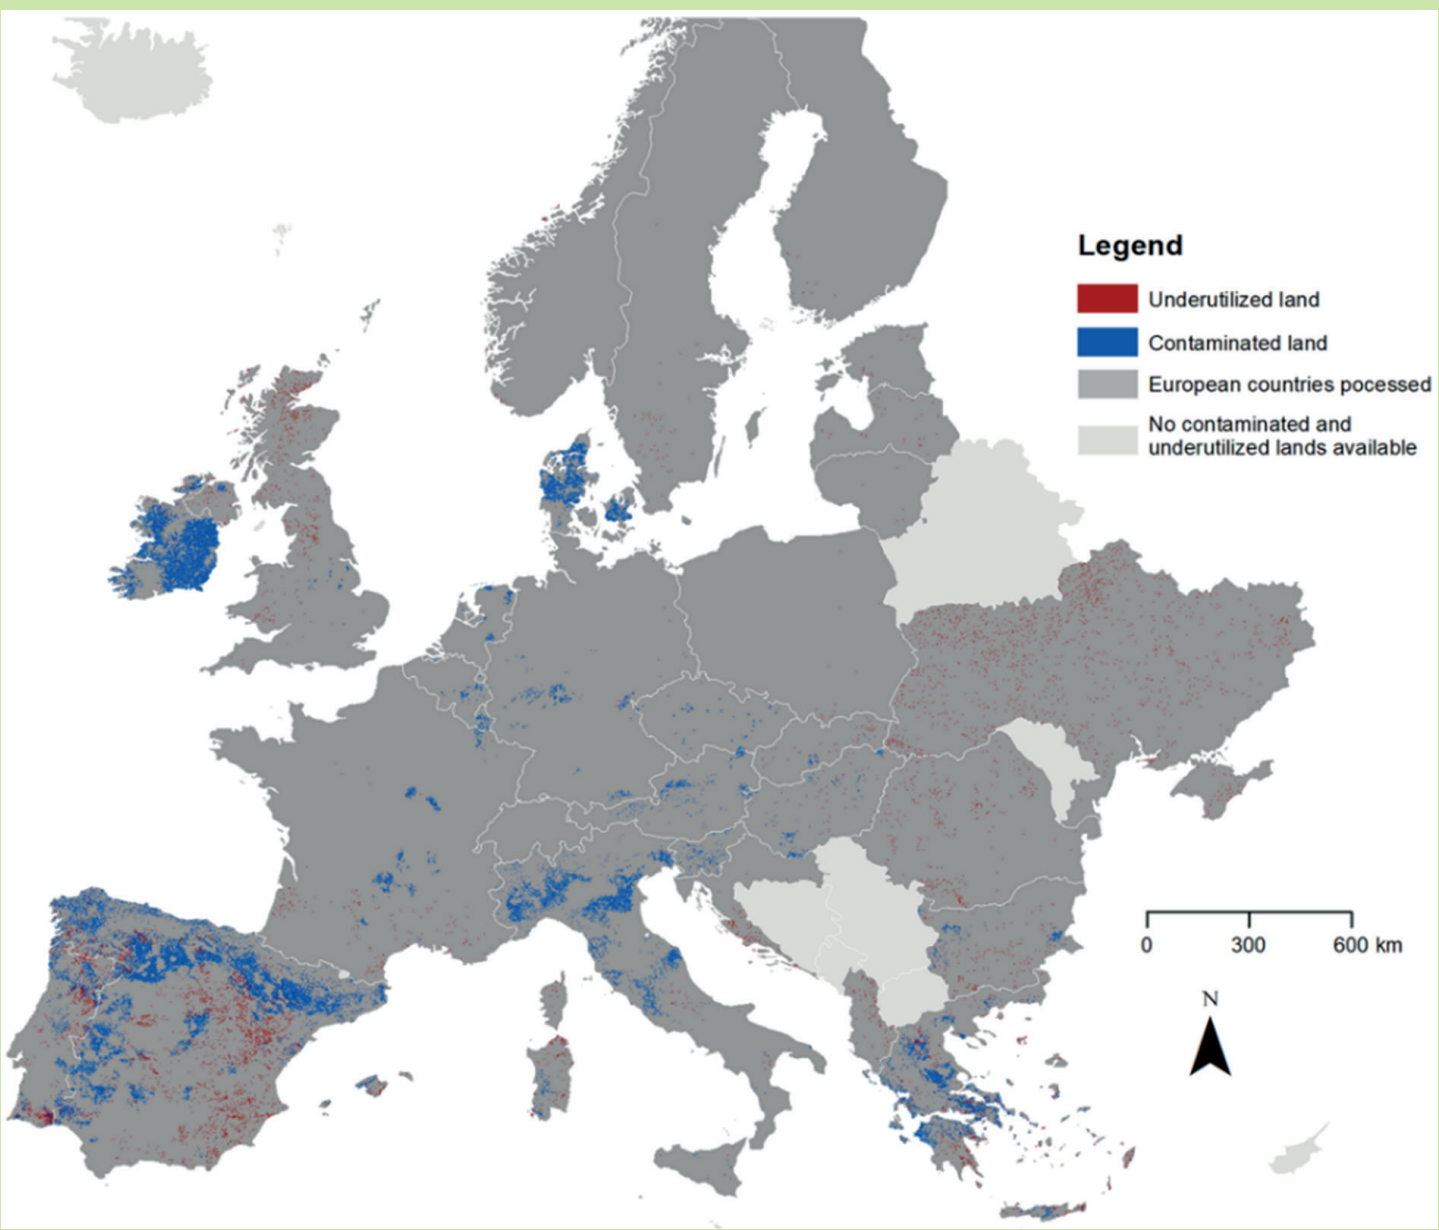 Legend
Underutilized land
Contaminated land
European countries pocessed
No contaminated and
underutilized lands available
0 300 600 km
N